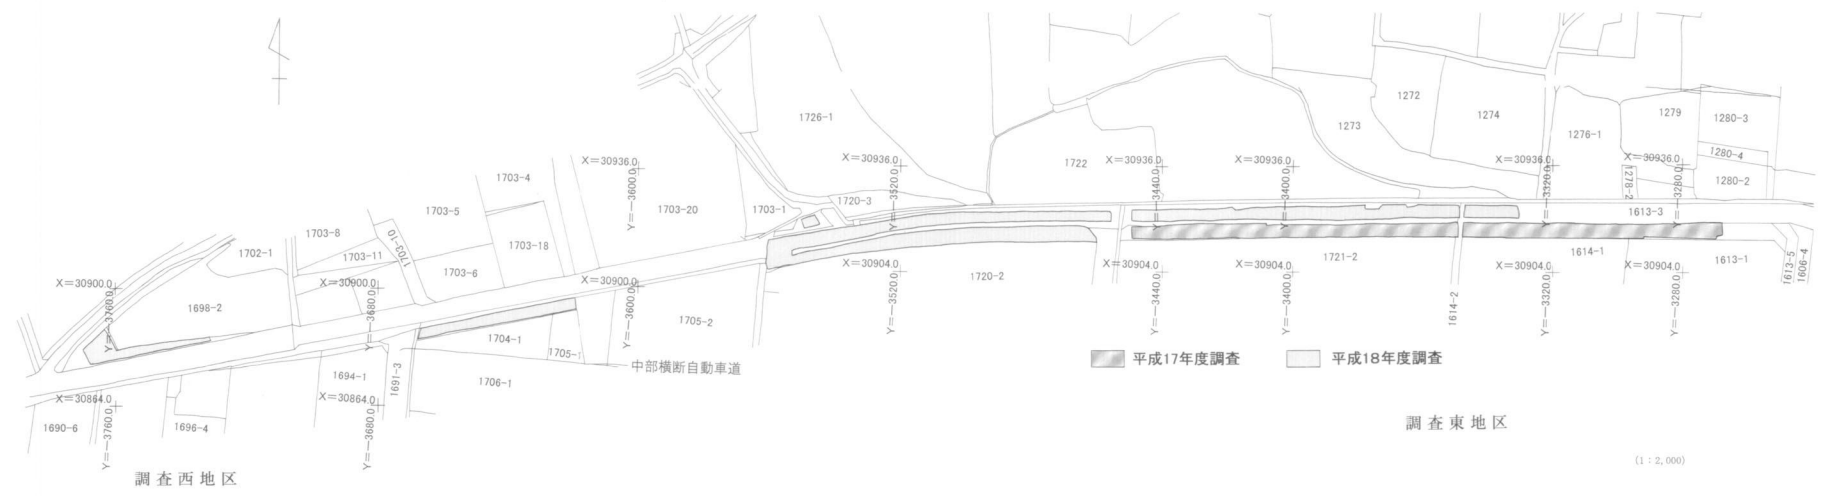 1272
1274
1279
1280-3
1726-1
1273
1276-1
1280-4
X=30936.0
X=30936.0
1722
X=30936.0
X=30936.0
X=30936.0
X=30936.0
1703-4
Y=-3600.0
Y=-3520.0
Y=-3440.0
Y=-3400.0
Y=-3320.0
1278-2
Y=-3280.0
1280-2
1703-5
1703-20
1703-1
1720-3
1613-3
1703-8
1703-10
1703-18
1702-1
1703-11
1703-6
1721-2
1614-1
1613-1
1613-5
1606-4
X=30900.0
X=30900.0
X=30900.0
X=30904.0
1720-2
X=30904.0
X=30904.0
X=30904.0
X=30904.0
Y=-3760.0
1698-2
Y=-3680.0
Y=-3600.0
Y=-3520.0
Y=-3440.0
Y=-3400.0
1614-2
Y=-3320.0
Y=-3280.0
1705-2
1704-1
1705-1
中部横断自動車道
平成17年度調査
平成18年度調査
1694-1
1691-3
1706-1
X=30864.0
X=30864.0
1690-6
Y=-3760.0
1696-4
Y=-3680.0
調査東地区
(1:2,000)
調査西地区